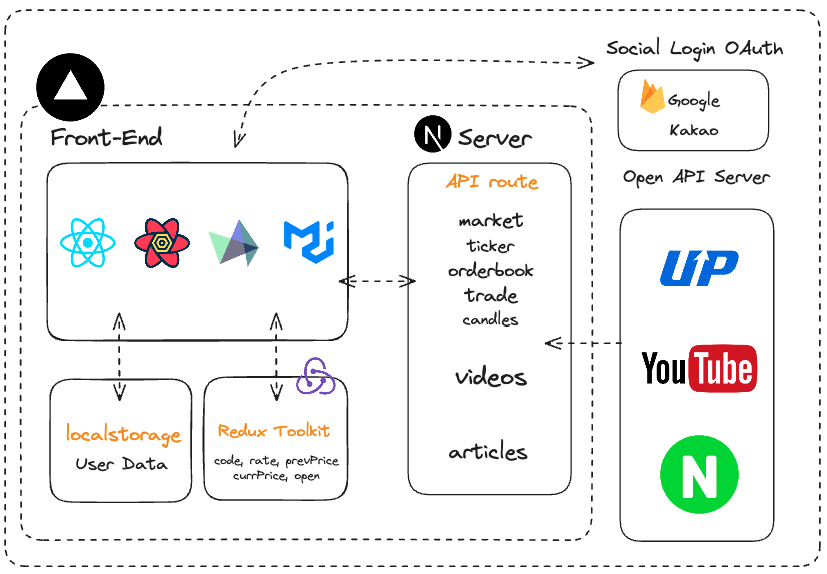 Social Login OAuth
Google
Kakao
Front-End
N Server
API route
market
ticker
orderbook
trade
candles
videos
articles
Open API Server
UP
YouTube
N
localstorage
User Data
Redux Toolkit
code, rate, prevPrice
currPrice, open